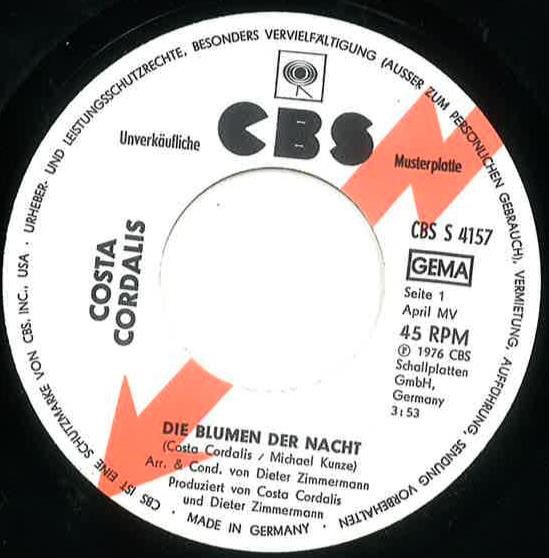 URHEBER- UND LEISTUNGSSCHUTZRECHTE, BESONDERS VERVIELFÄLTIGUNG (AUSSER ZUM PERSÖNLICHEN GEBRAUCH), VERMIETUNG, AUFFÜHRUNG, SENDUNG VORBEHALTEN
· MADE IN GERMANY ·
CBS IST EINE SCHUTZMARKE VON CBS, INC., USA ·
CBS
Unverkäufliche
Musterplatte
COSTA
CORDALIS
CBS S 4157
GEMA
Seite 1
April MV
45 RPM
℗ 1976 CBS
Schallplatten
GmbH,
Germany
3:53
DIE BLUMEN DER NACHT
(Costa Cordalis / Michael Kunze)
Arr. & Cond. von Dieter Zimmermann
Produziert von Costa Cordalis
und Dieter Zimmermann